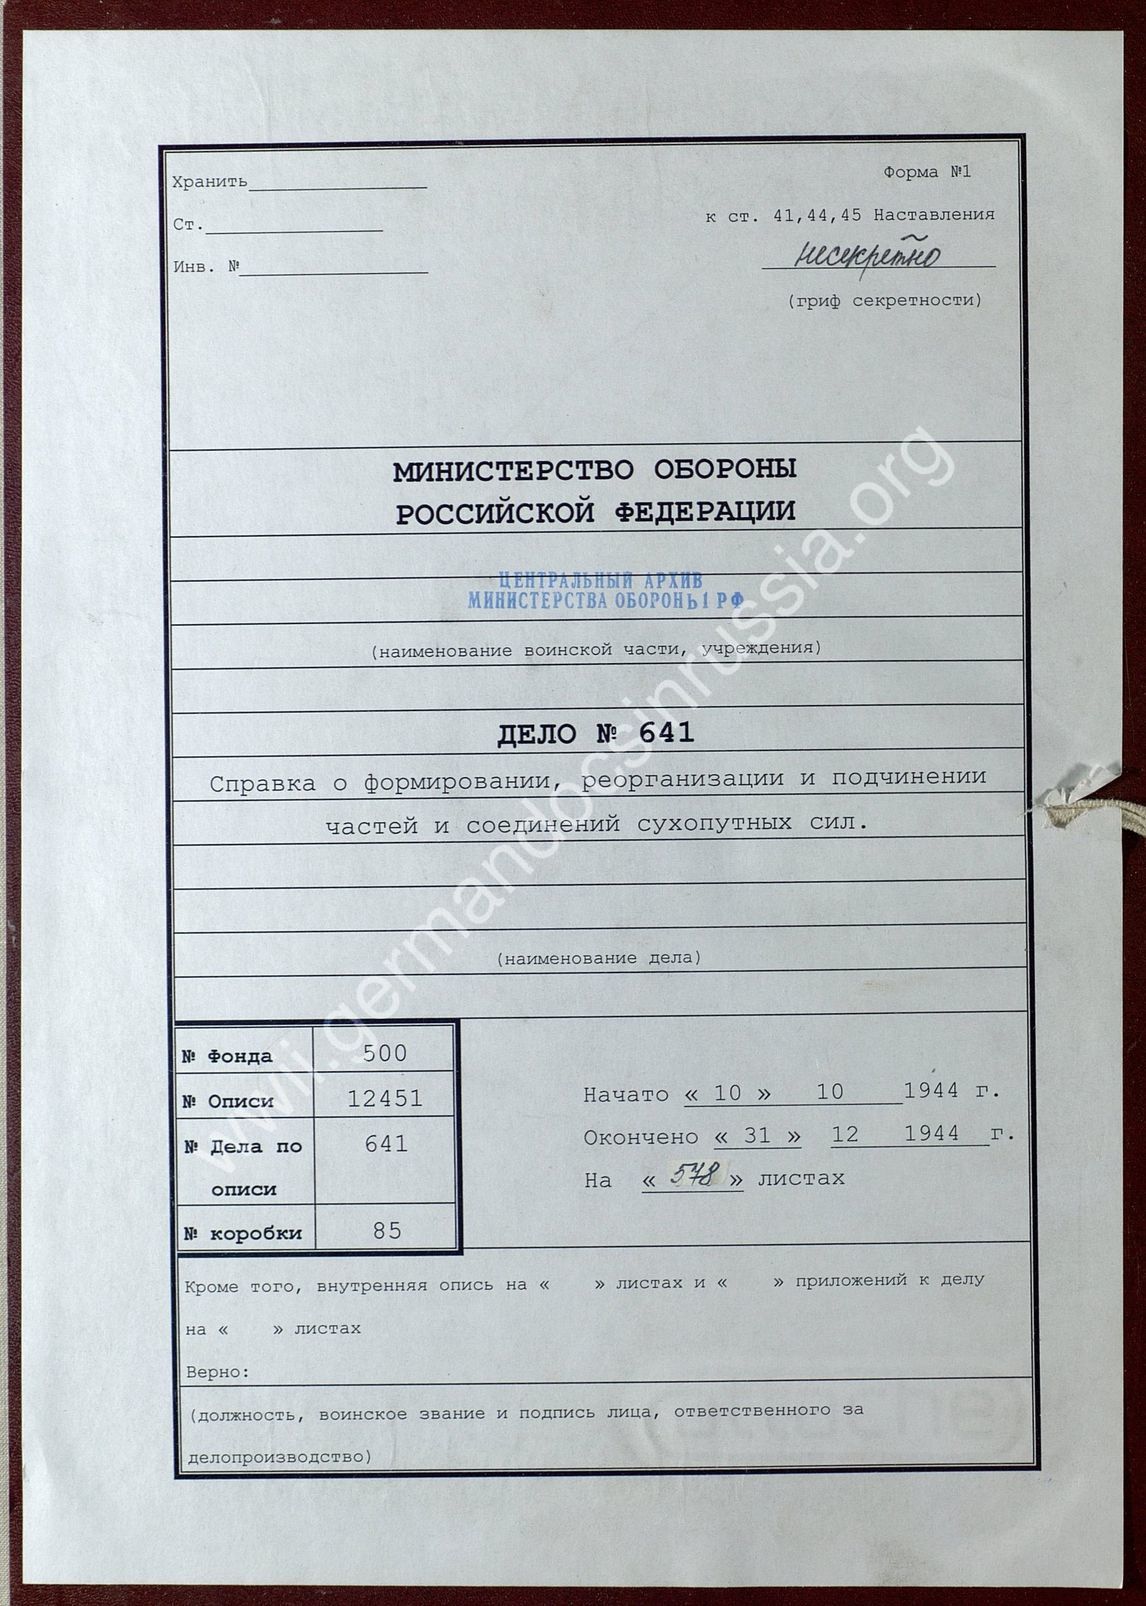 Хранить
Форма №1
Ст.
к ст. 41,44,45 Наставления
Инв. №
несекретно
(гриф секретности)
МИНИСТЕРСТВО ОБОРОНЫ
РОССИЙСКОЙ ФЕДЕРАЦИИ
ЦЕНТРАЛЬНЫЙ АРХИВ
МИНИСТЕРСТВА ОБОРОНЫ РФ
(наименование воинской части, учреждения)
ДЕЛО № 641
Справка о формировании, реорганизации и подчинении
частей и соединений сухопутных сил.
(наименование дела)
№ Фонда 500
№ Описи 12451
№ Дела по 641
описи
№ коробки 85
Начато « 10 » 10 1944 г.
Окончено « 31 » 12 1944 г.
На « 578 » листах
Кроме того, внутренняя опись на « » листах и « » приложений к делу
на « » листах
Верно:
(должность, воинское звание и подпись лица, ответственного за
делопроизводство)
wwii.germandocsinrussia.org